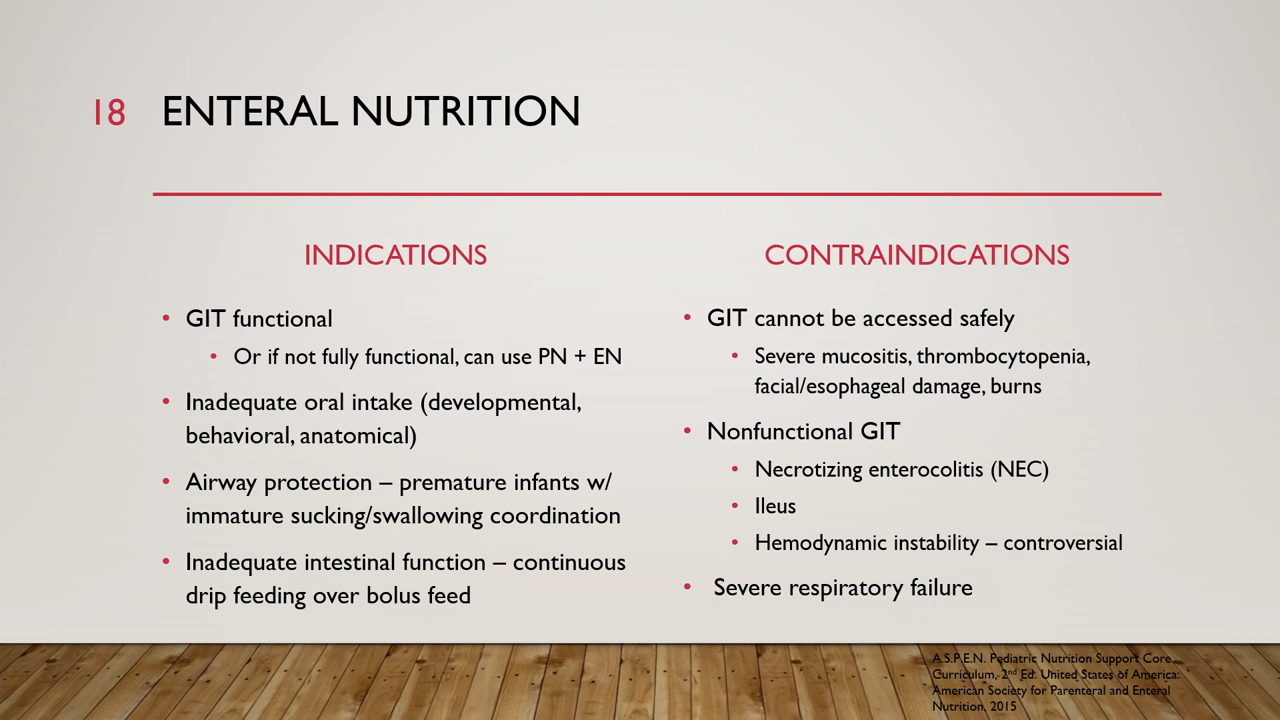 18 ENTERAL NUTRITION
INDICATIONS
• GIT functional
• Or if not fully functional, can use PN + EN
• Inadequate oral intake (developmental,
behavioral, anatomical)
• Airway protection – premature infants w/
immature sucking/swallowing coordination
• Inadequate intestinal function – continuous
drip feeding over bolus feed
CONTRAINDICATIONS
• GIT cannot be accessed safely
• Severe mucositis, thrombocytopenia,
facial/esophageal damage, burns
• Nonfunctional GIT
• Necrotizing enterocolitis (NEC)
• Ileus
• Hemodynamic instability – controversial
• Severe respiratory failure
A.S.P.E.N. Pediatric Nutrition Support Core
Curriculum, 2nd Ed. United States of America:
American Society for Parenteral and Enteral
Nutrition, 2015